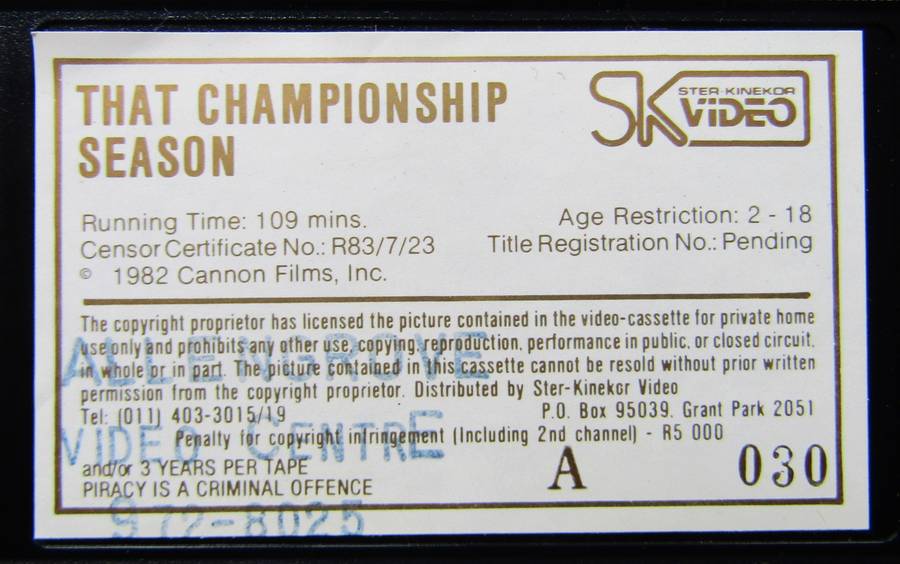 THAT CHAMPIONSHIP
SEASON
SK STER·KINEKOR
VIDEO
Running Time: 109 mins.
Age Restriction: 2 - 18
Censor Certificate No.: R83/7/23
Title Registration No.: Pending
© 1982 Cannon Films, Inc.
The copyright proprietor has licensed the picture contained in the video-cassette for private home
use only and prohibits any other use, copying, reproduction, performance in public, or closed circuit,
in whole or in part. The picture contained in this cassette cannot be resold without prior written
permission from the copyright proprietor. Distributed by Ster-Kinekor Video
Tel: (011) 403-3015/19
P.O. Box 95039, Grant Park 2051
Penalty for copyright infringement (Including 2nd channel) - R5 000
and/or 3 YEARS PER TAPE
PIRACY IS A CRIMINAL OFFENCE
A 030
ALLENGROVE
VIDEO CENTRE
972-8025